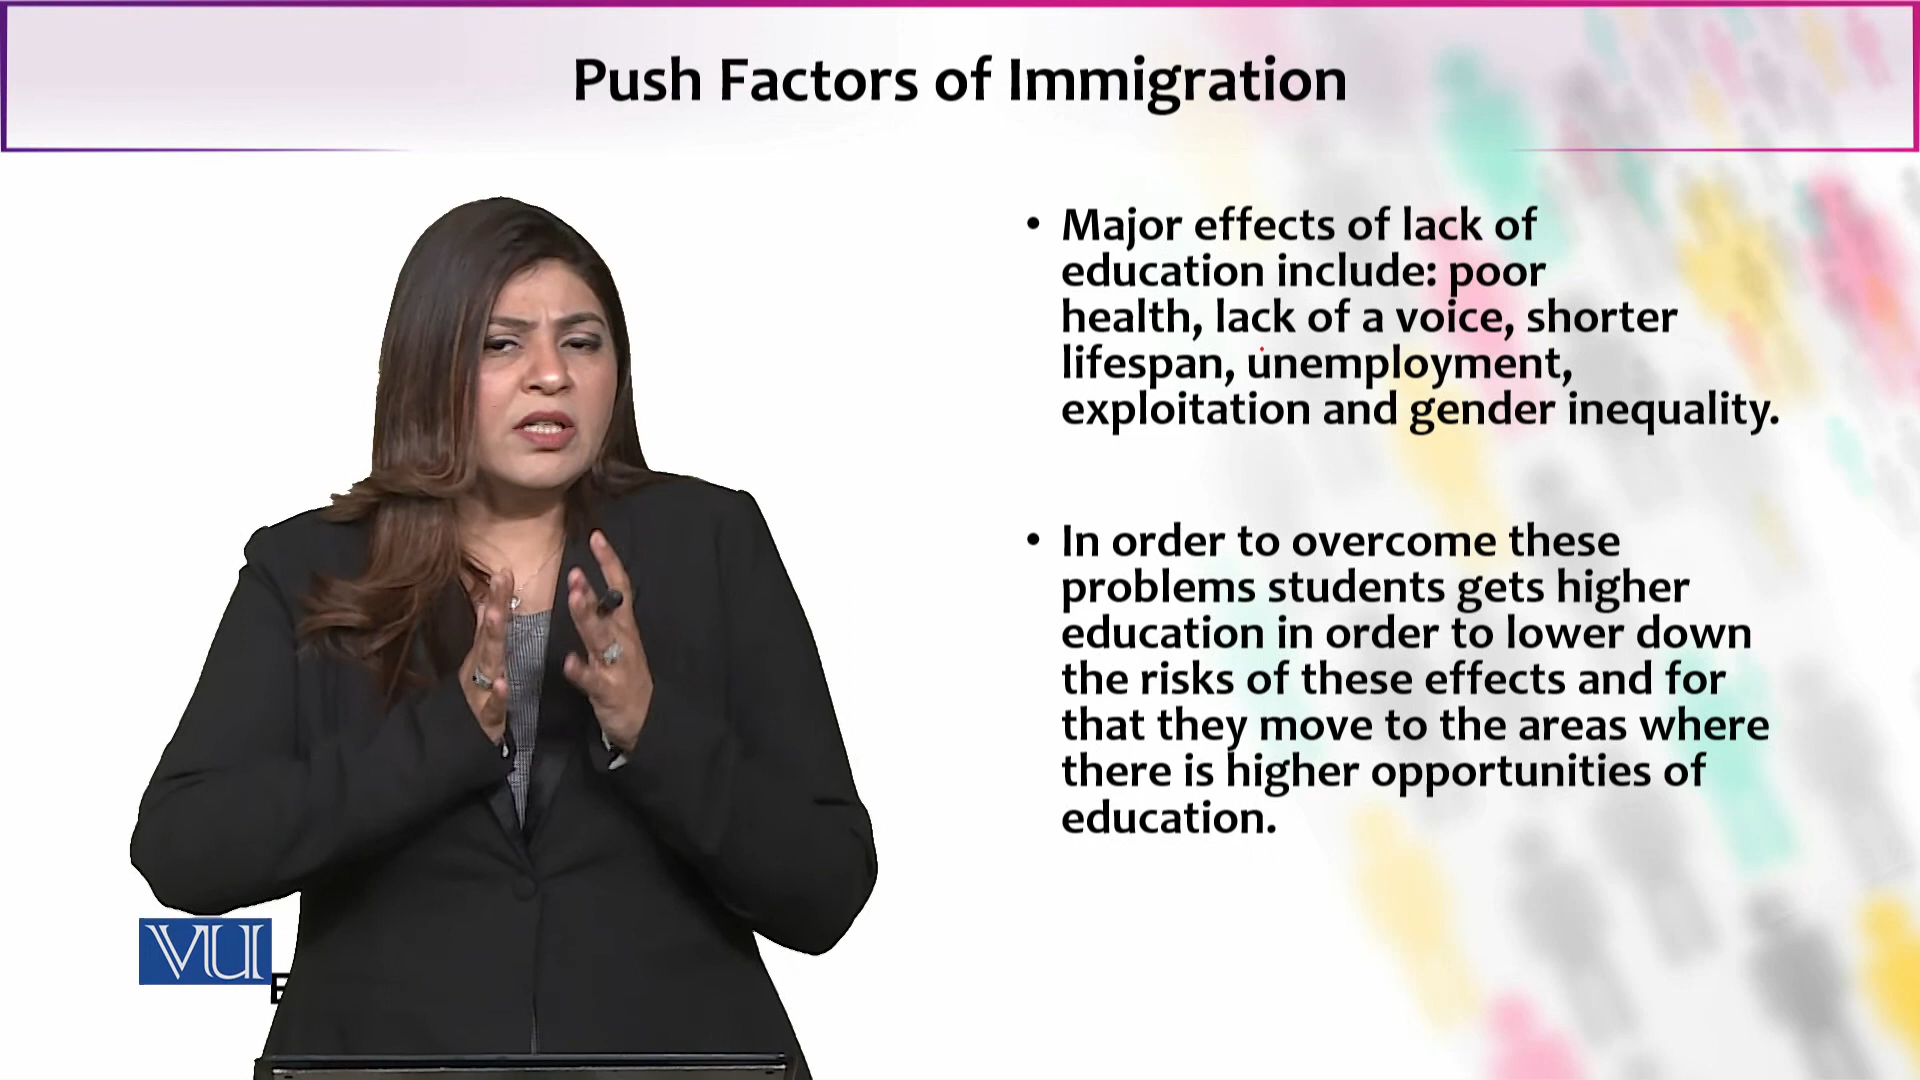 Push Factors of Immigration
• Major effects of lack of
education include: poor
health, lack of a voice, shorter
lifespan, unemployment,
exploitation and gender inequality.
• In order to overcome these
problems students gets higher
education in order to lower down
the risks of these effects and for
that they move to the areas where
there is higher opportunities of
education.
VU